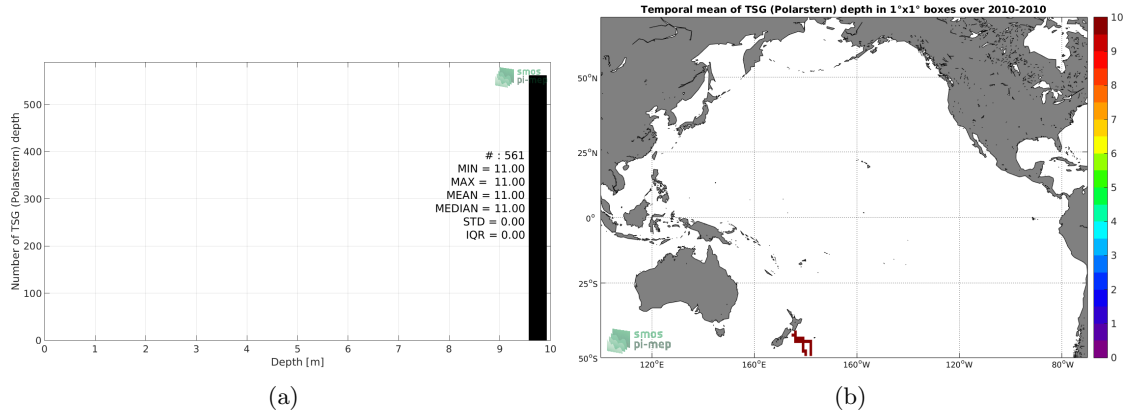 Number of TSG (Polarstern) depth
500
400
300
200
100
0
smos
pi-mep
# : 561
MIN = 11.00
MAX = 11.00
MEAN = 11.00
MEDIAN = 11.00
STD = 0.00
IQR = 0.00
0 1 2 3 4 5 6 7 8 9 10
Depth [m]
(a)
Temporal mean of TSG (Polarstern) depth in 1°x1° boxes over 2010-2010
50°N
25°N
0°
25°S
50°S
smos
pi-mep
120°E 160°E 160°W 120°W 80°W
10
9
8
7
6
5
4
3
2
1
0
(b)